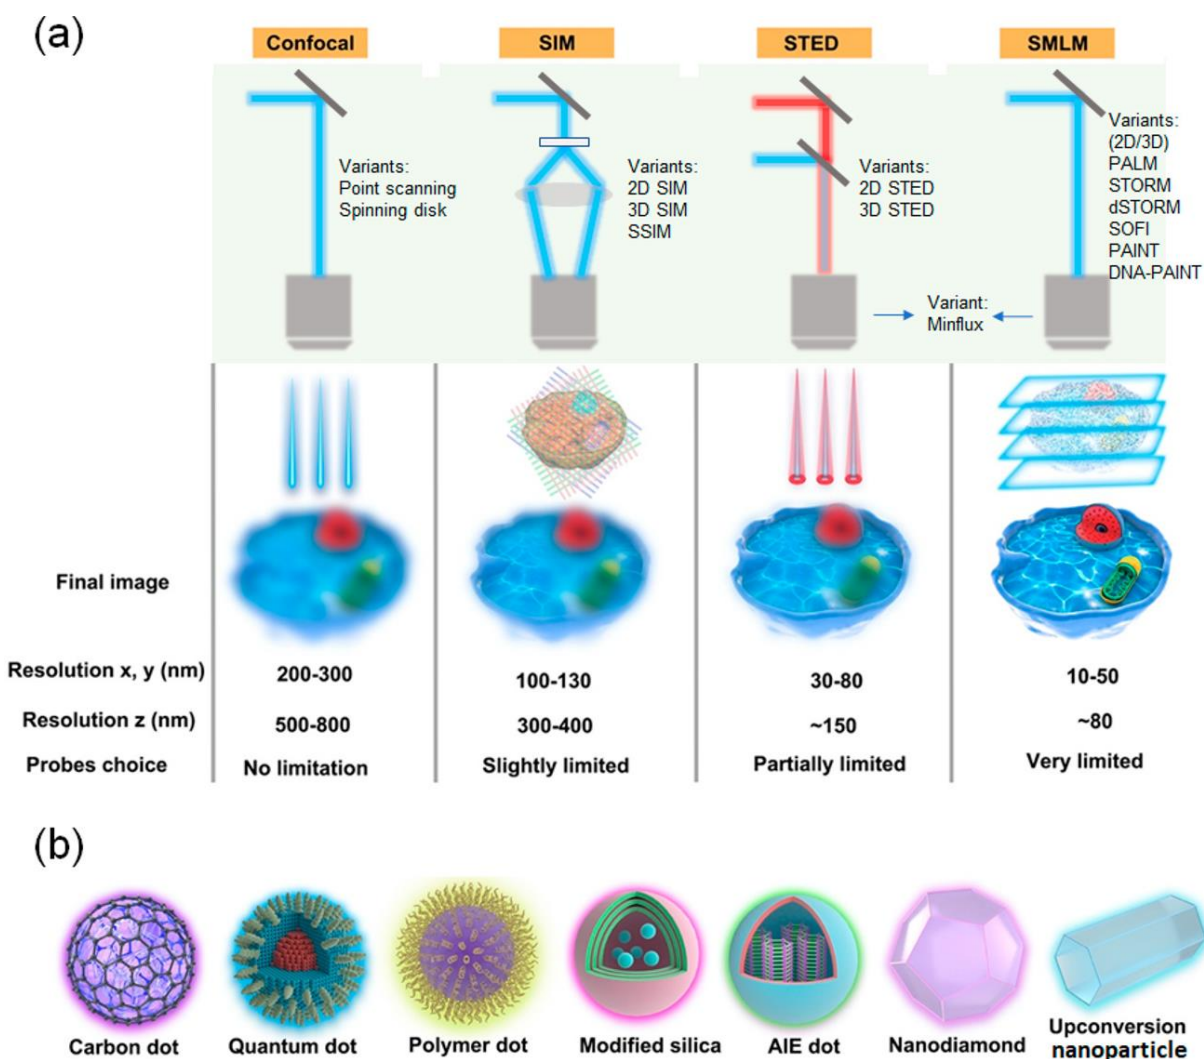 (a)
Confocal
SIM
STED
SMLM
Variants:
Point scanning
Spinning disk
Variants:
2D SIM
3D SIM
SSIM
Variants:
2D STED
3D STED
Variants:
(2D/3D)
PALM
STORM
dSTORM
SOFI
PAINT
DNA-PAINT
Variant:
Minflux
Final image
Resolution x, y (nm)
200-300
100-130
30-80
10-50
Resolution z (nm)
500-800
300-400
~150
~80
Probes choice
No limitation
Slightly limited
Partially limited
Very limited
(b)
Carbon dot
Quantum dot
Polymer dot
Modified silica
AIE dot
Nanodiamond
Upconversion
nanoparticle